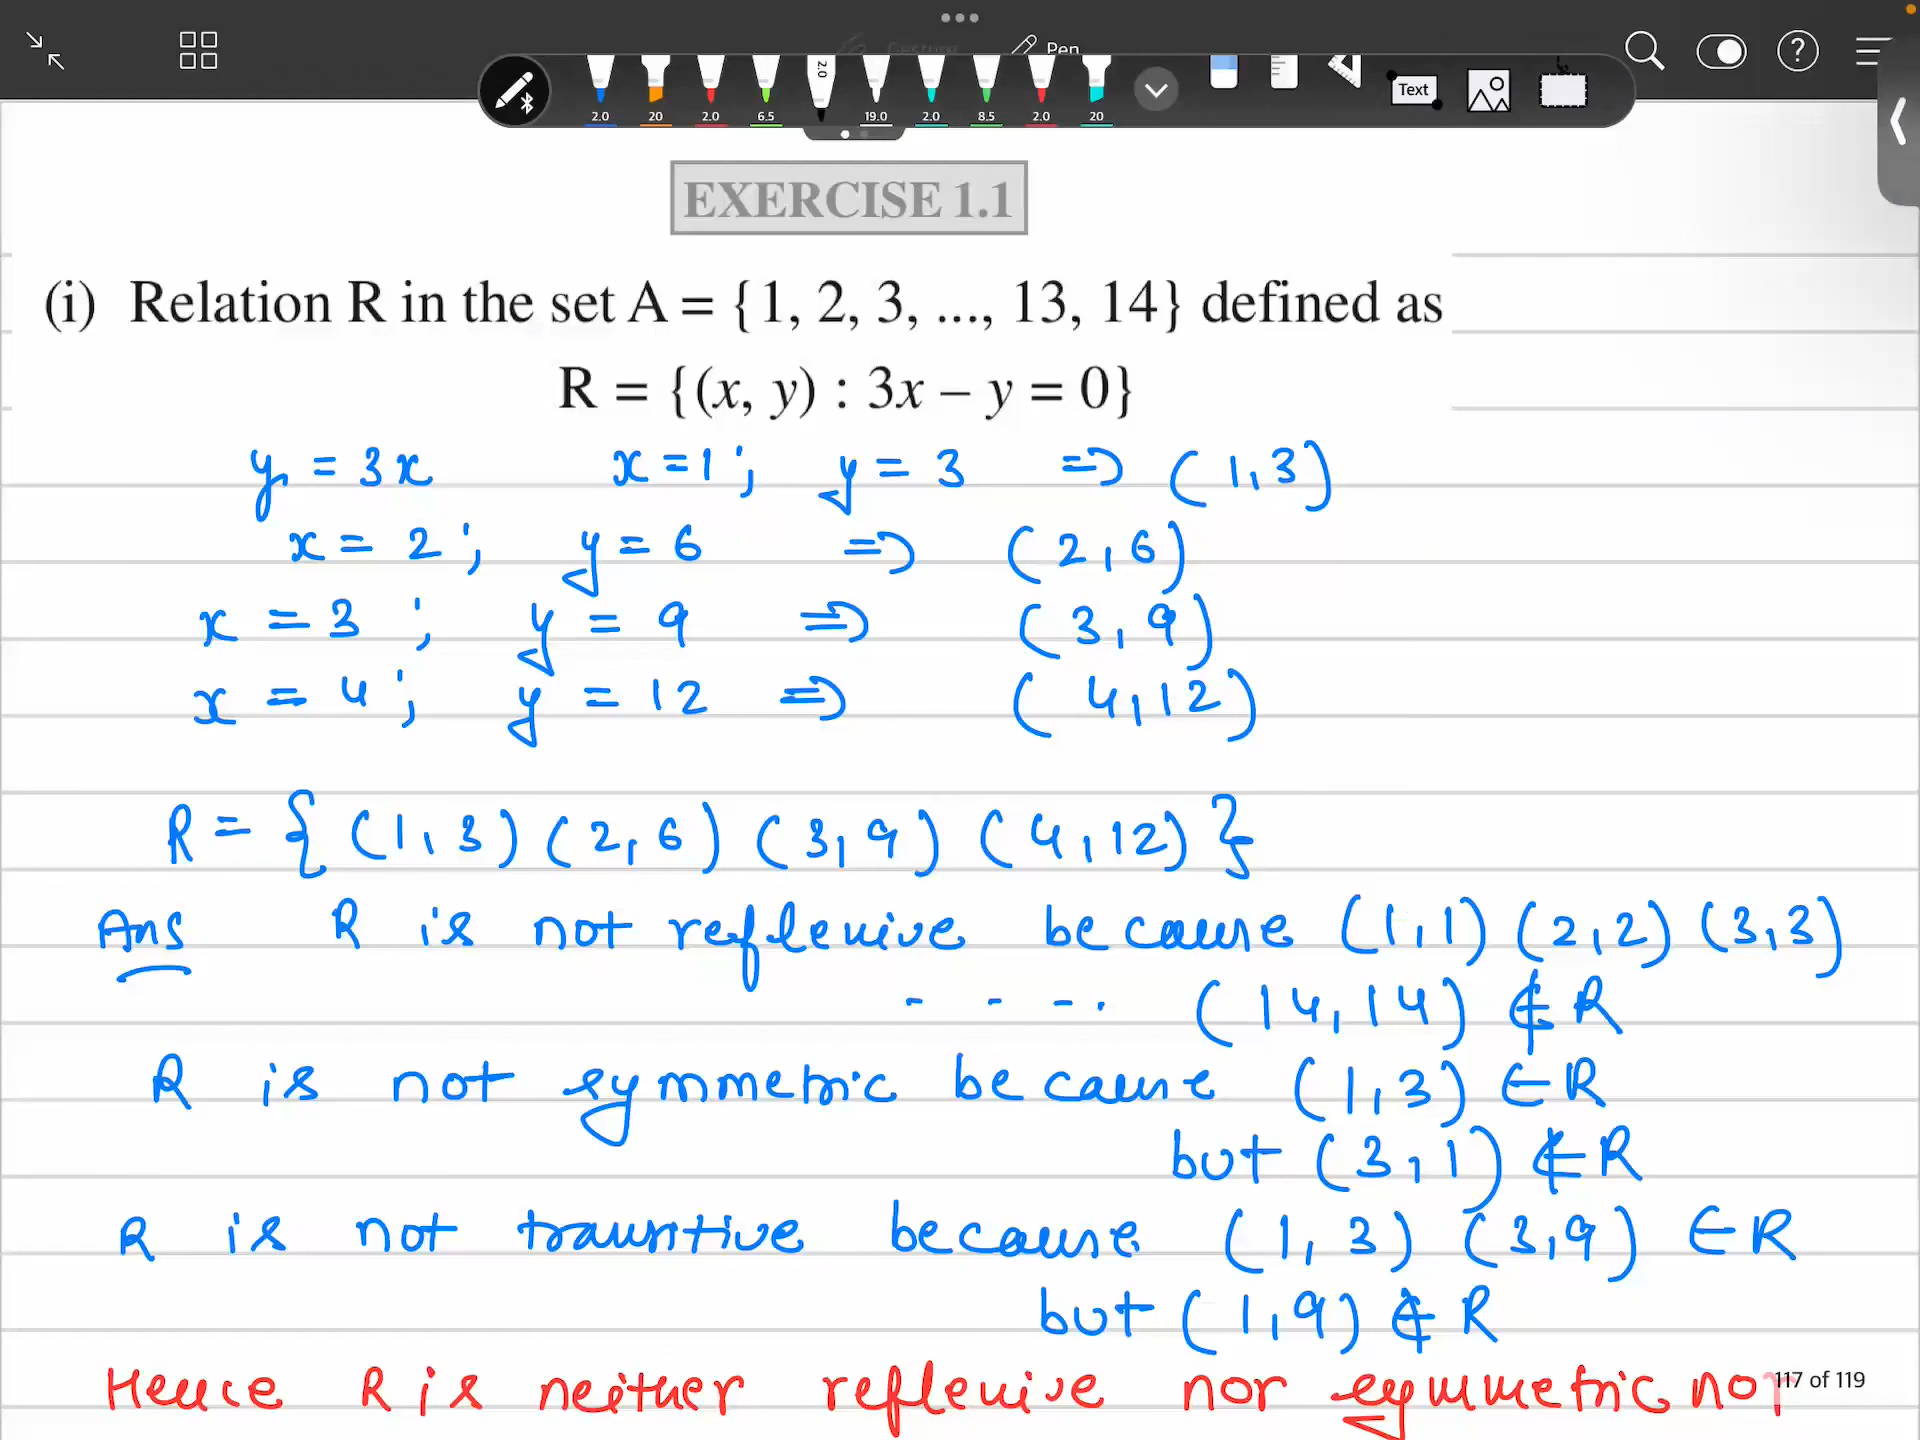 Pen
2.0 20 2.0 6.5 2.0 19.0 2.0 8.5 2.0 20
Text
EXERCISE 1.1
(i) Relation R in the set A = {1, 2, 3, ..., 13, 14} defined as
R = {(x, y) : 3x – y = 0}
y = 3x x = 1 ; y = 3 => (1,3)
x = 2 ; y = 6 => (2,6)
x = 3 ; y = 9 => (3,9)
x = 4 ; y = 12 => (4,12)
R = { (1,3) (2,6) (3,9) (4,12) }
Ans R is not reflexive because (1,1) (2,2) (3,3)
- - - . (14,14) ∉ R
R is not symmetric because (1,3) ∈ R
but (3,1) ∉ R
R is not transitive because (1,3) (3,9) ∈ R
but (1,9) ∉ R
Hence R is neither reflexive nor symmetric nor
117 of 119